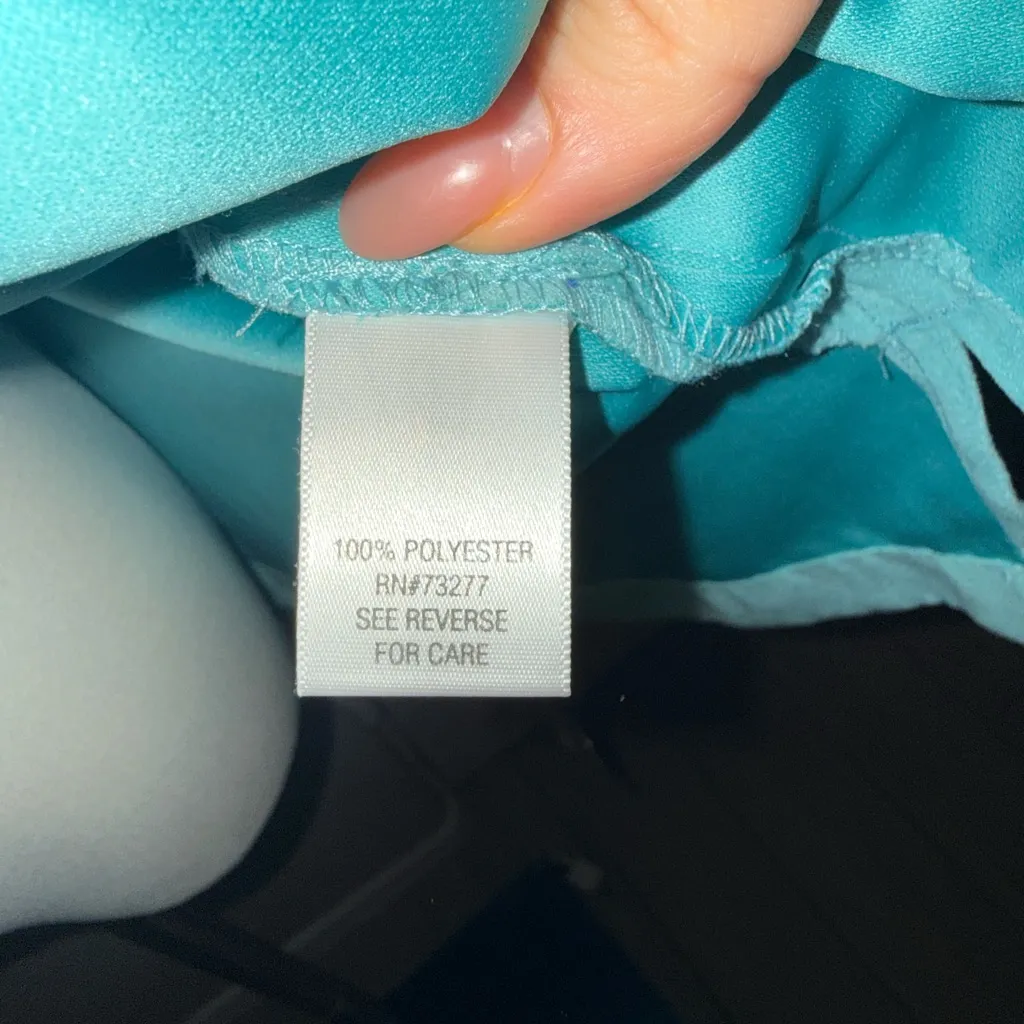 100% POLYESTER
RN#73277
SEE REVERSE
FOR CARE